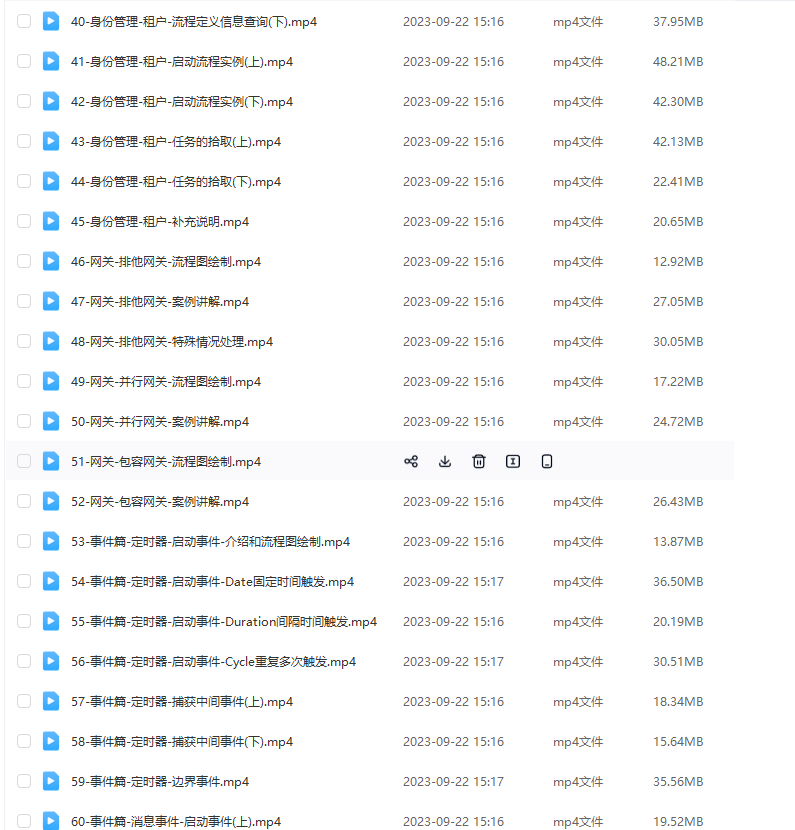 40-身份管理-租户-流程定义信息查询(下).mp4 2023-09-22 15:16 mp4文件 37.95MB
41-身份管理-租户-启动流程实例(上).mp4 2023-09-22 15:16 mp4文件 48.21MB
42-身份管理-租户-启动流程实例(下).mp4 2023-09-22 15:16 mp4文件 42.30MB
43-身份管理-租户-任务的拾取(上).mp4 2023-09-22 15:16 mp4文件 42.13MB
44-身份管理-租户-任务的拾取(下).mp4 2023-09-22 15:16 mp4文件 22.41MB
45-身份管理-租户-补充说明.mp4 2023-09-22 15:16 mp4文件 20.65MB
46-网关-排他网关-流程图绘制.mp4 2023-09-22 15:16 mp4文件 12.92MB
47-网关-排他网关-案例讲解.mp4 2023-09-22 15:16 mp4文件 27.05MB
48-网关-排他网关-特殊情况处理.mp4 2023-09-22 15:16 mp4文件 30.05MB
49-网关-并行网关-流程图绘制.mp4 2023-09-22 15:16 mp4文件 17.22MB
50-网关-并行网关-案例讲解.mp4 2023-09-22 15:16 mp4文件 24.72MB
51-网关-包容网关-流程图绘制.mp4
52-网关-包容网关-案例讲解.mp4 2023-09-22 15:16 mp4文件 26.43MB
53-事件篇-定时器-启动事件-介绍和流程图绘制.mp4 2023-09-22 15:16 mp4文件 13.87MB
54-事件篇-定时器-启动事件-Date固定时间触发.mp4 2023-09-22 15:17 mp4文件 36.50MB
55-事件篇-定时器-启动事件-Duration间隔时间触发.mp4 2023-09-22 15:16 mp4文件 20.19MB
56-事件篇-定时器-启动事件-Cycle重复多次触发.mp4 2023-09-22 15:17 mp4文件 30.51MB
57-事件篇-定时器-捕获中间事件(上).mp4 2023-09-22 15:16 mp4文件 18.34MB
58-事件篇-定时器-捕获中间事件(下).mp4 2023-09-22 15:16 mp4文件 15.64MB
59-事件篇-定时器-边界事件.mp4 2023-09-22 15:17 mp4文件 35.56MB
60-事件篇-消息事件-启动事件(上).mp4 2023-09-22 15:16 mp4文件 19.52MB